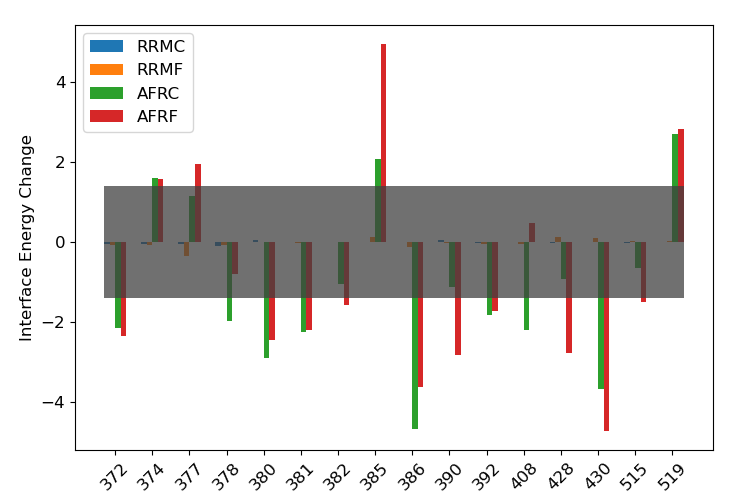 RRMC
RRMF
AFRC
AFRF
Interface Energy Change
4
2
0
−2
−4
372 374 377 378 380 381 382 385 386 390 392 408 428 430 515 519